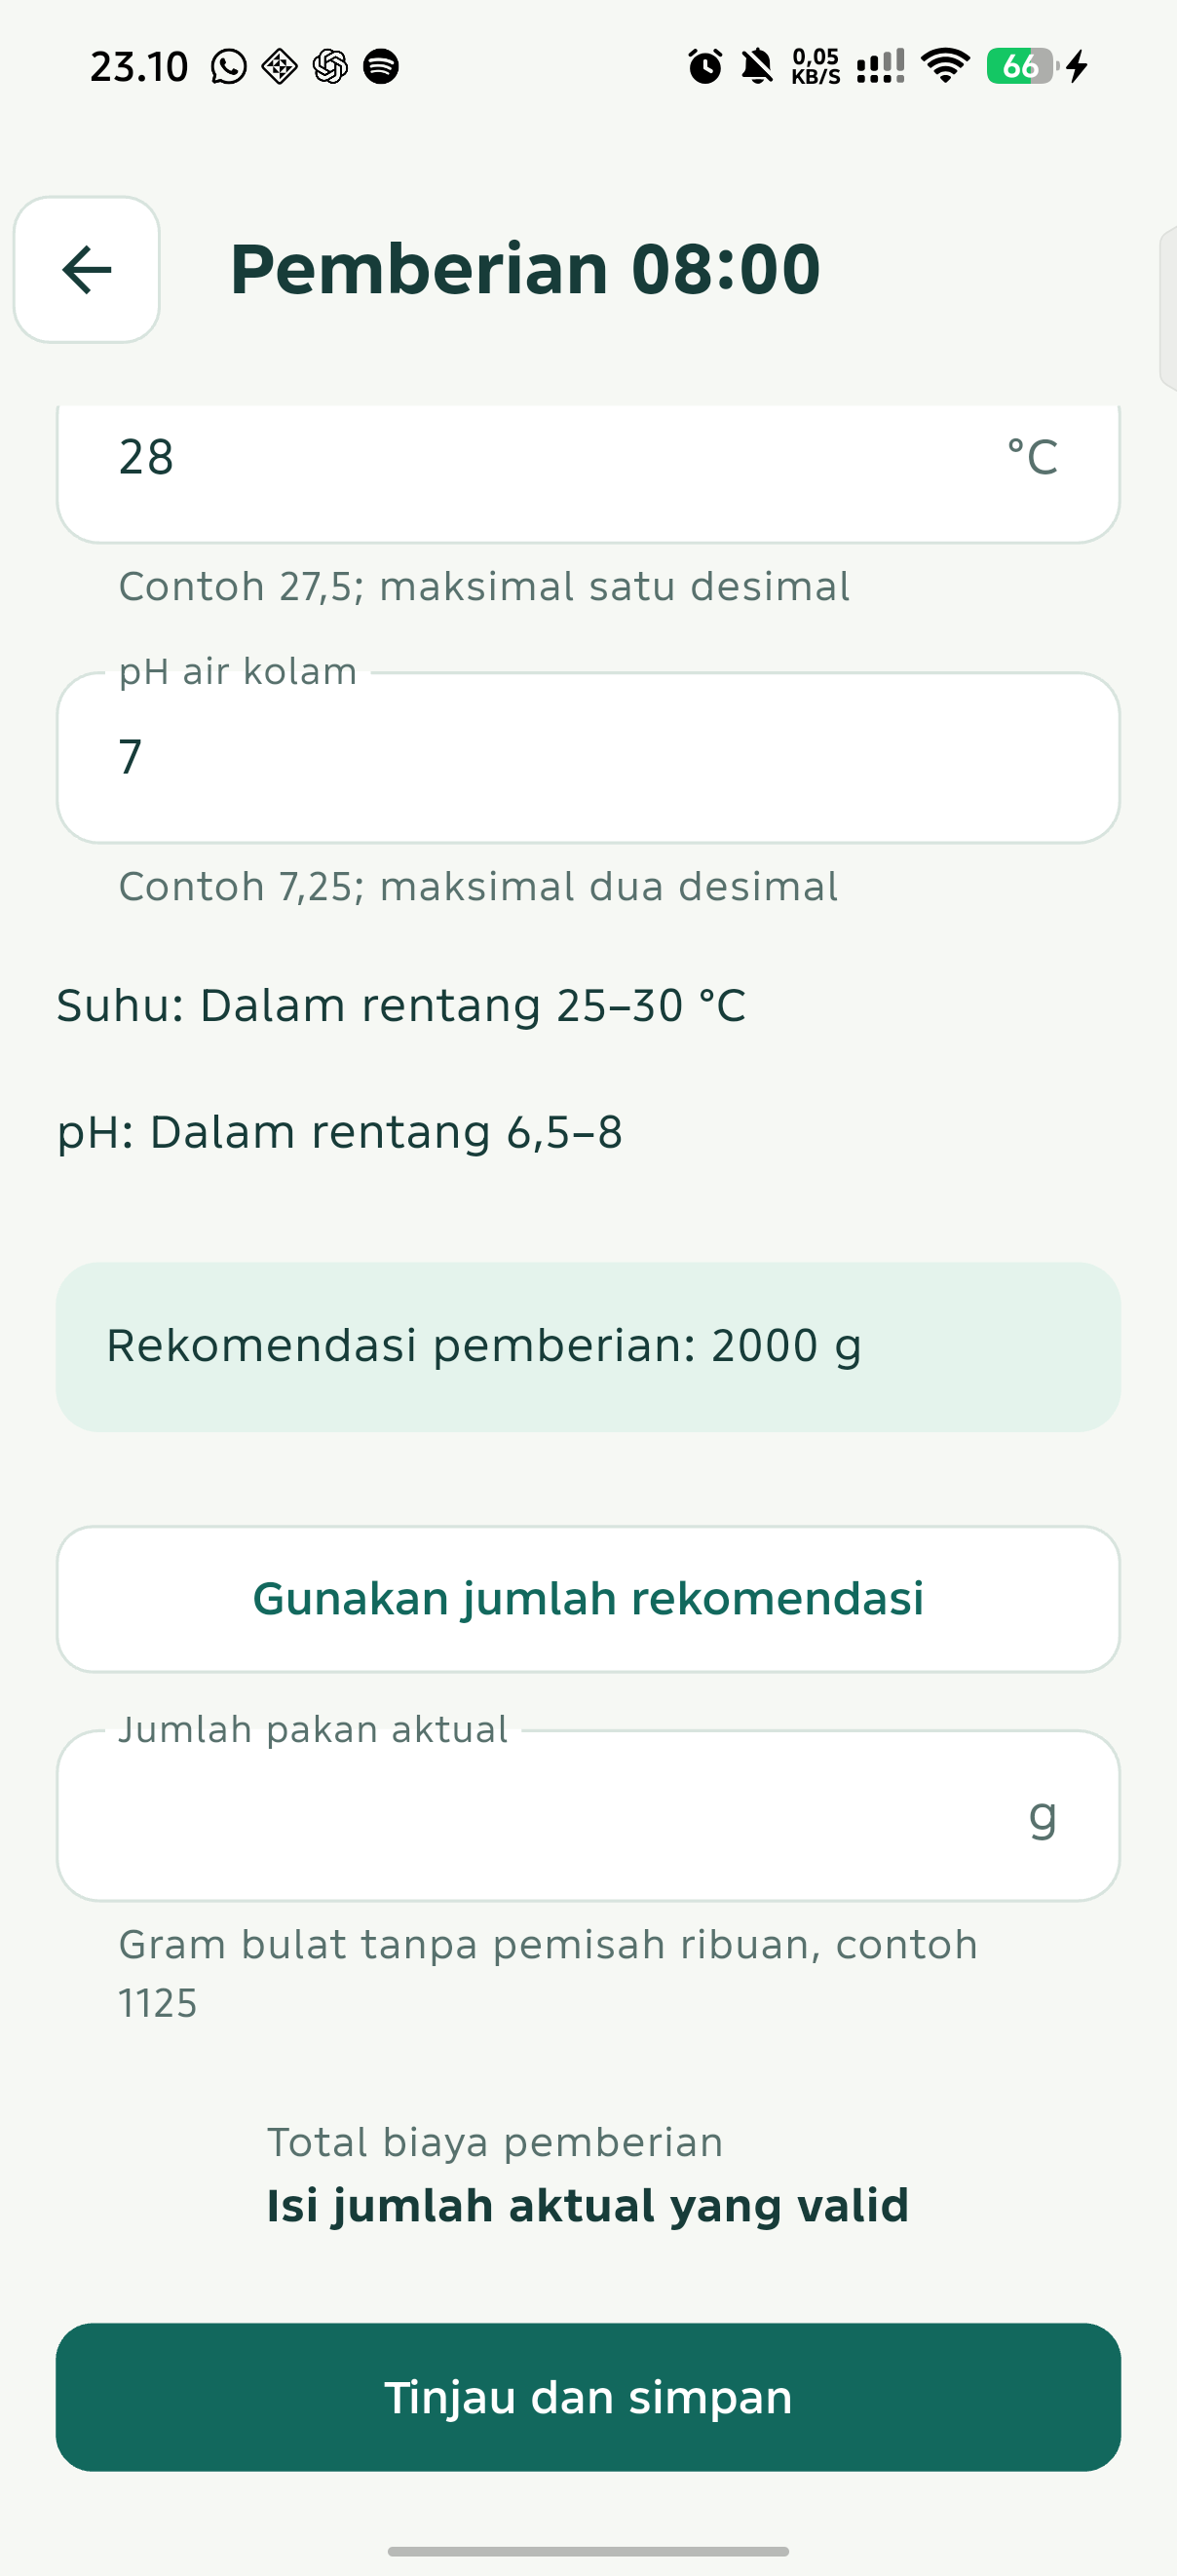 23.10
0,05
KB/S
66
Pemberian 08:00
28 °C
Contoh 27,5; maksimal satu desimal
pH air kolam
7
Contoh 7,25; maksimal dua desimal
Suhu: Dalam rentang 25–30 °C
pH: Dalam rentang 6,5–8
Rekomendasi pemberian: 2000 g
Gunakan jumlah rekomendasi
Jumlah pakan aktual
g
Gram bulat tanpa pemisah ribuan, contoh
1125
Total biaya pemberian
Isi jumlah aktual yang valid
Tinjau dan simpan